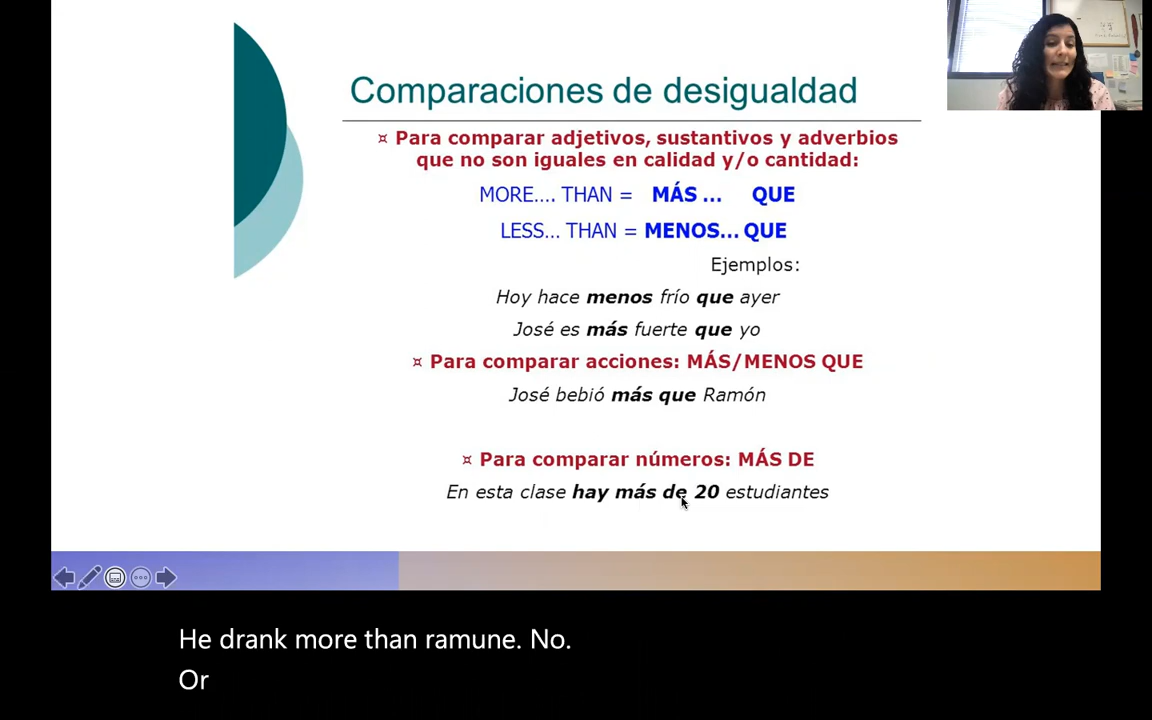 Comparaciones de desigualdad
¤ Para comparar adjetivos, sustantivos y adverbios
que no son iguales en calidad y/o cantidad:
MORE.... THAN = MÁS ... QUE
LESS... THAN = MENOS... QUE
Ejemplos:
Hoy hace menos frío que ayer
José es más fuerte que yo
¤ Para comparar acciones: MÁS/MENOS QUE
José bebió más que Ramón
¤ Para comparar números: MÁS DE
En esta clase hay más de 20 estudiantes
He drank more than ramune. No.
Or